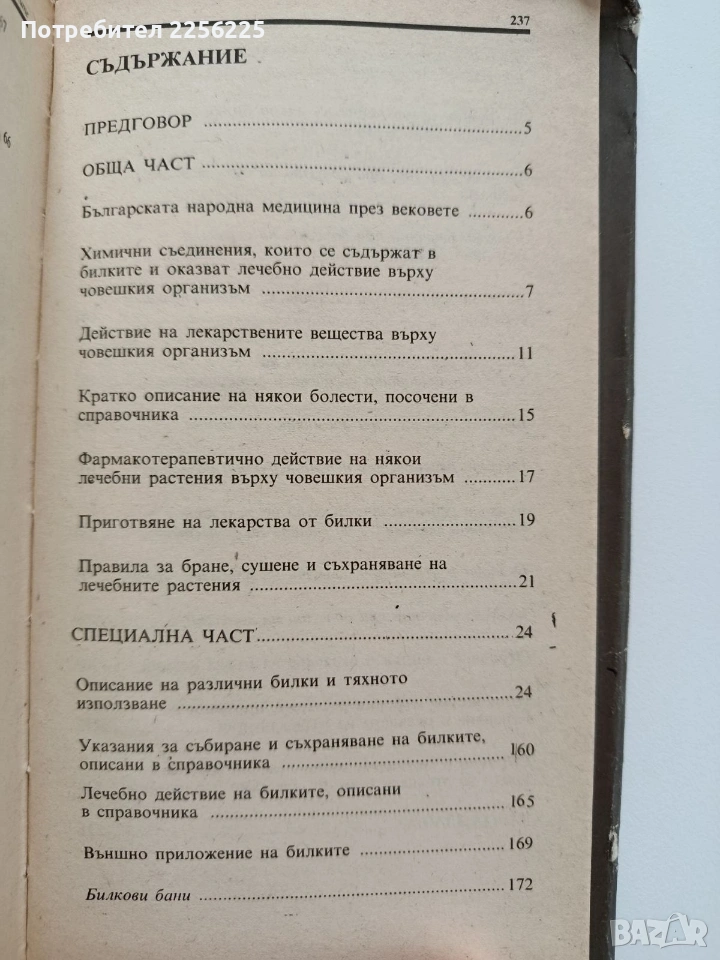 Потребител 2256225
237
СЪДЪРЖАНИЕ
ПРЕДГОВОР ..... 5
ОБЩА ЧАСТ ..... 6
Българската народна медицина през вековете ..... 6
Химични съединения, които се съдържат в
билките и оказват лечебно действие върху
човешкия организъм ..... 7
Действие на лекарствените вещества върху
човешкия организъм ..... 11
Кратко описание на някои болести, посочени в
справочника ..... 15
Фармакотерапевтично действие на някои
лечебни растения върху човешкия организъм ..... 17
Приготвяне на лекарства от билки ..... 19
Правила за бране, сушене и съхраняване на
лечебните растения ..... 21
СПЕЦИАЛНА ЧАСТ ..... 24
Описание на различни билки и тяхното
използване ..... 24
Указания за събиране и съхраняване на билките,
описани в справочника ..... 160
Лечебно действие на билките, описани
в справочника ..... 165
Външно приложение на билките ..... 169
Билкови бани ..... 172
BAZAR